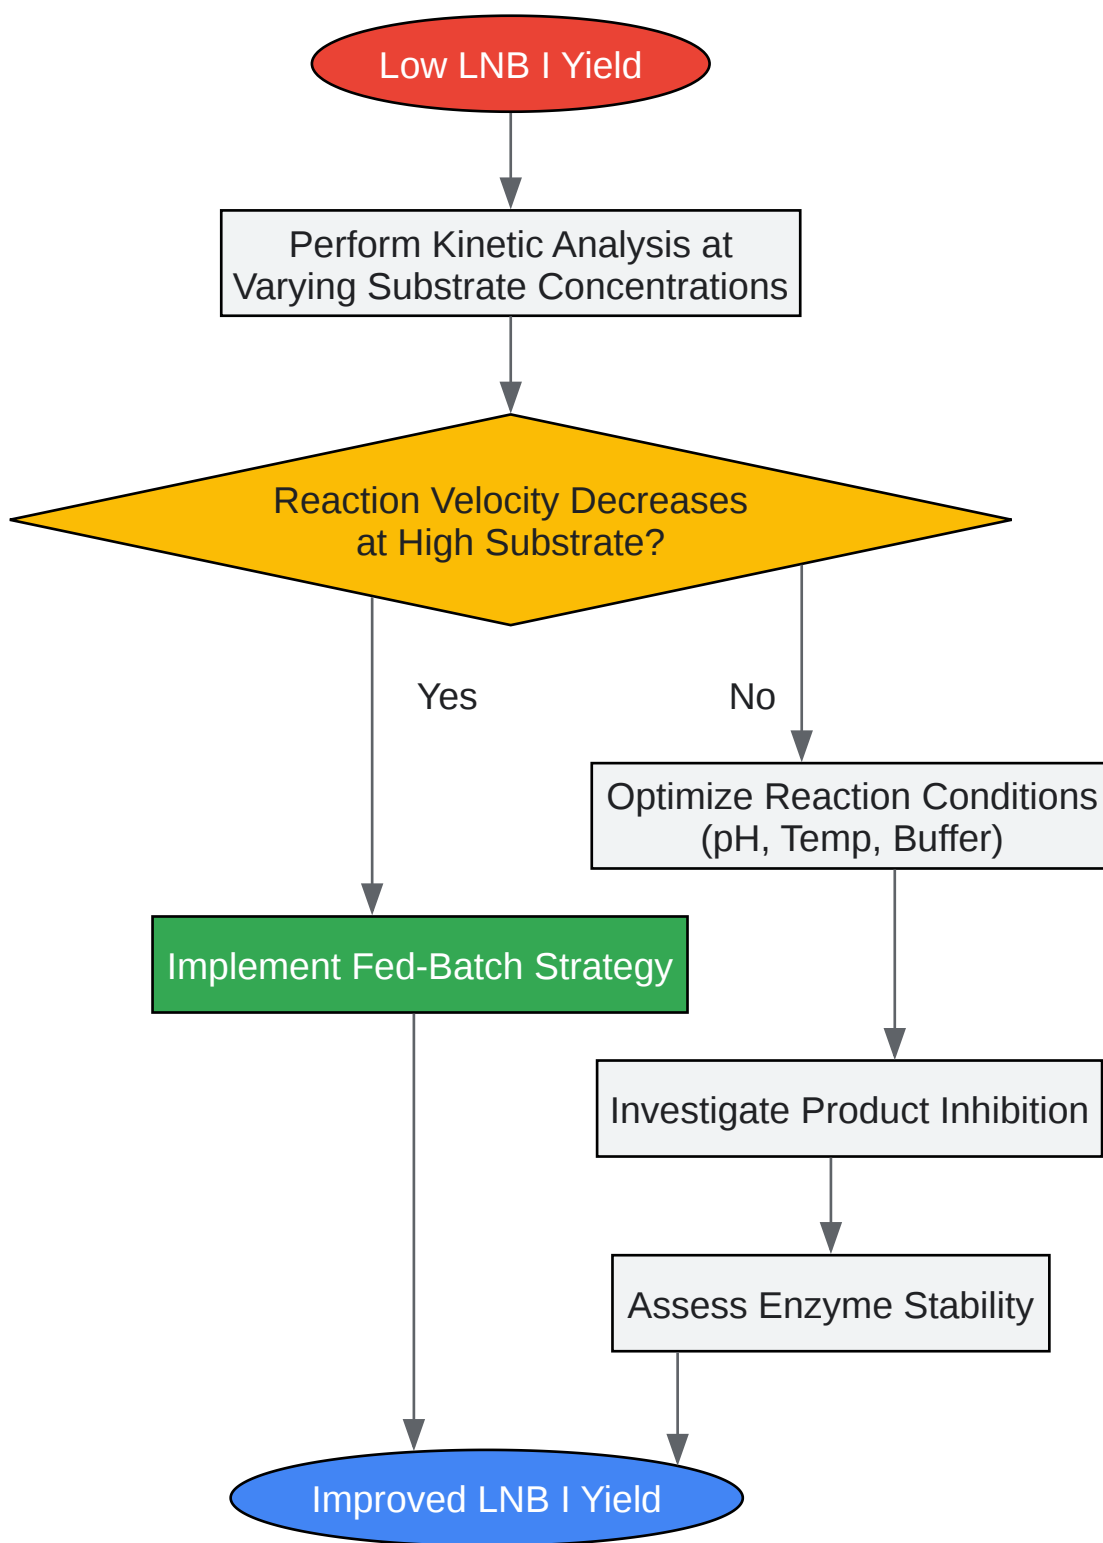 Low LNB I Yield
Perform Kinetic Analysis at
Varying Substrate Concentrations
Reaction Velocity Decreases
at High Substrate?
Yes
No
Optimize Reaction Conditions
(pH, Temp, Buffer)
Implement Fed-Batch Strategy
Investigate Product Inhibition
Assess Enzyme Stability
Improved LNB I Yield